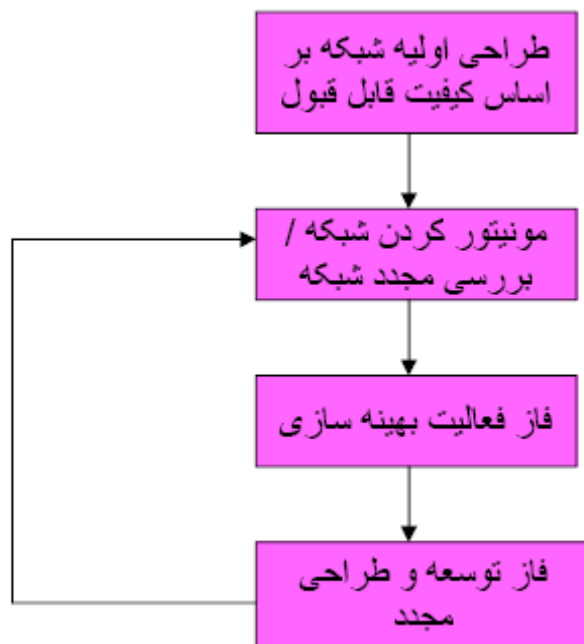 طراحی اولیه شبکه بر
اساس کیفیت قابل قبول
مونیتور کردن شبکه /
بررسی مجدد شبکه
فاز فعالیت بهینه سازی
فاز توسعه و طراحی
مجدد